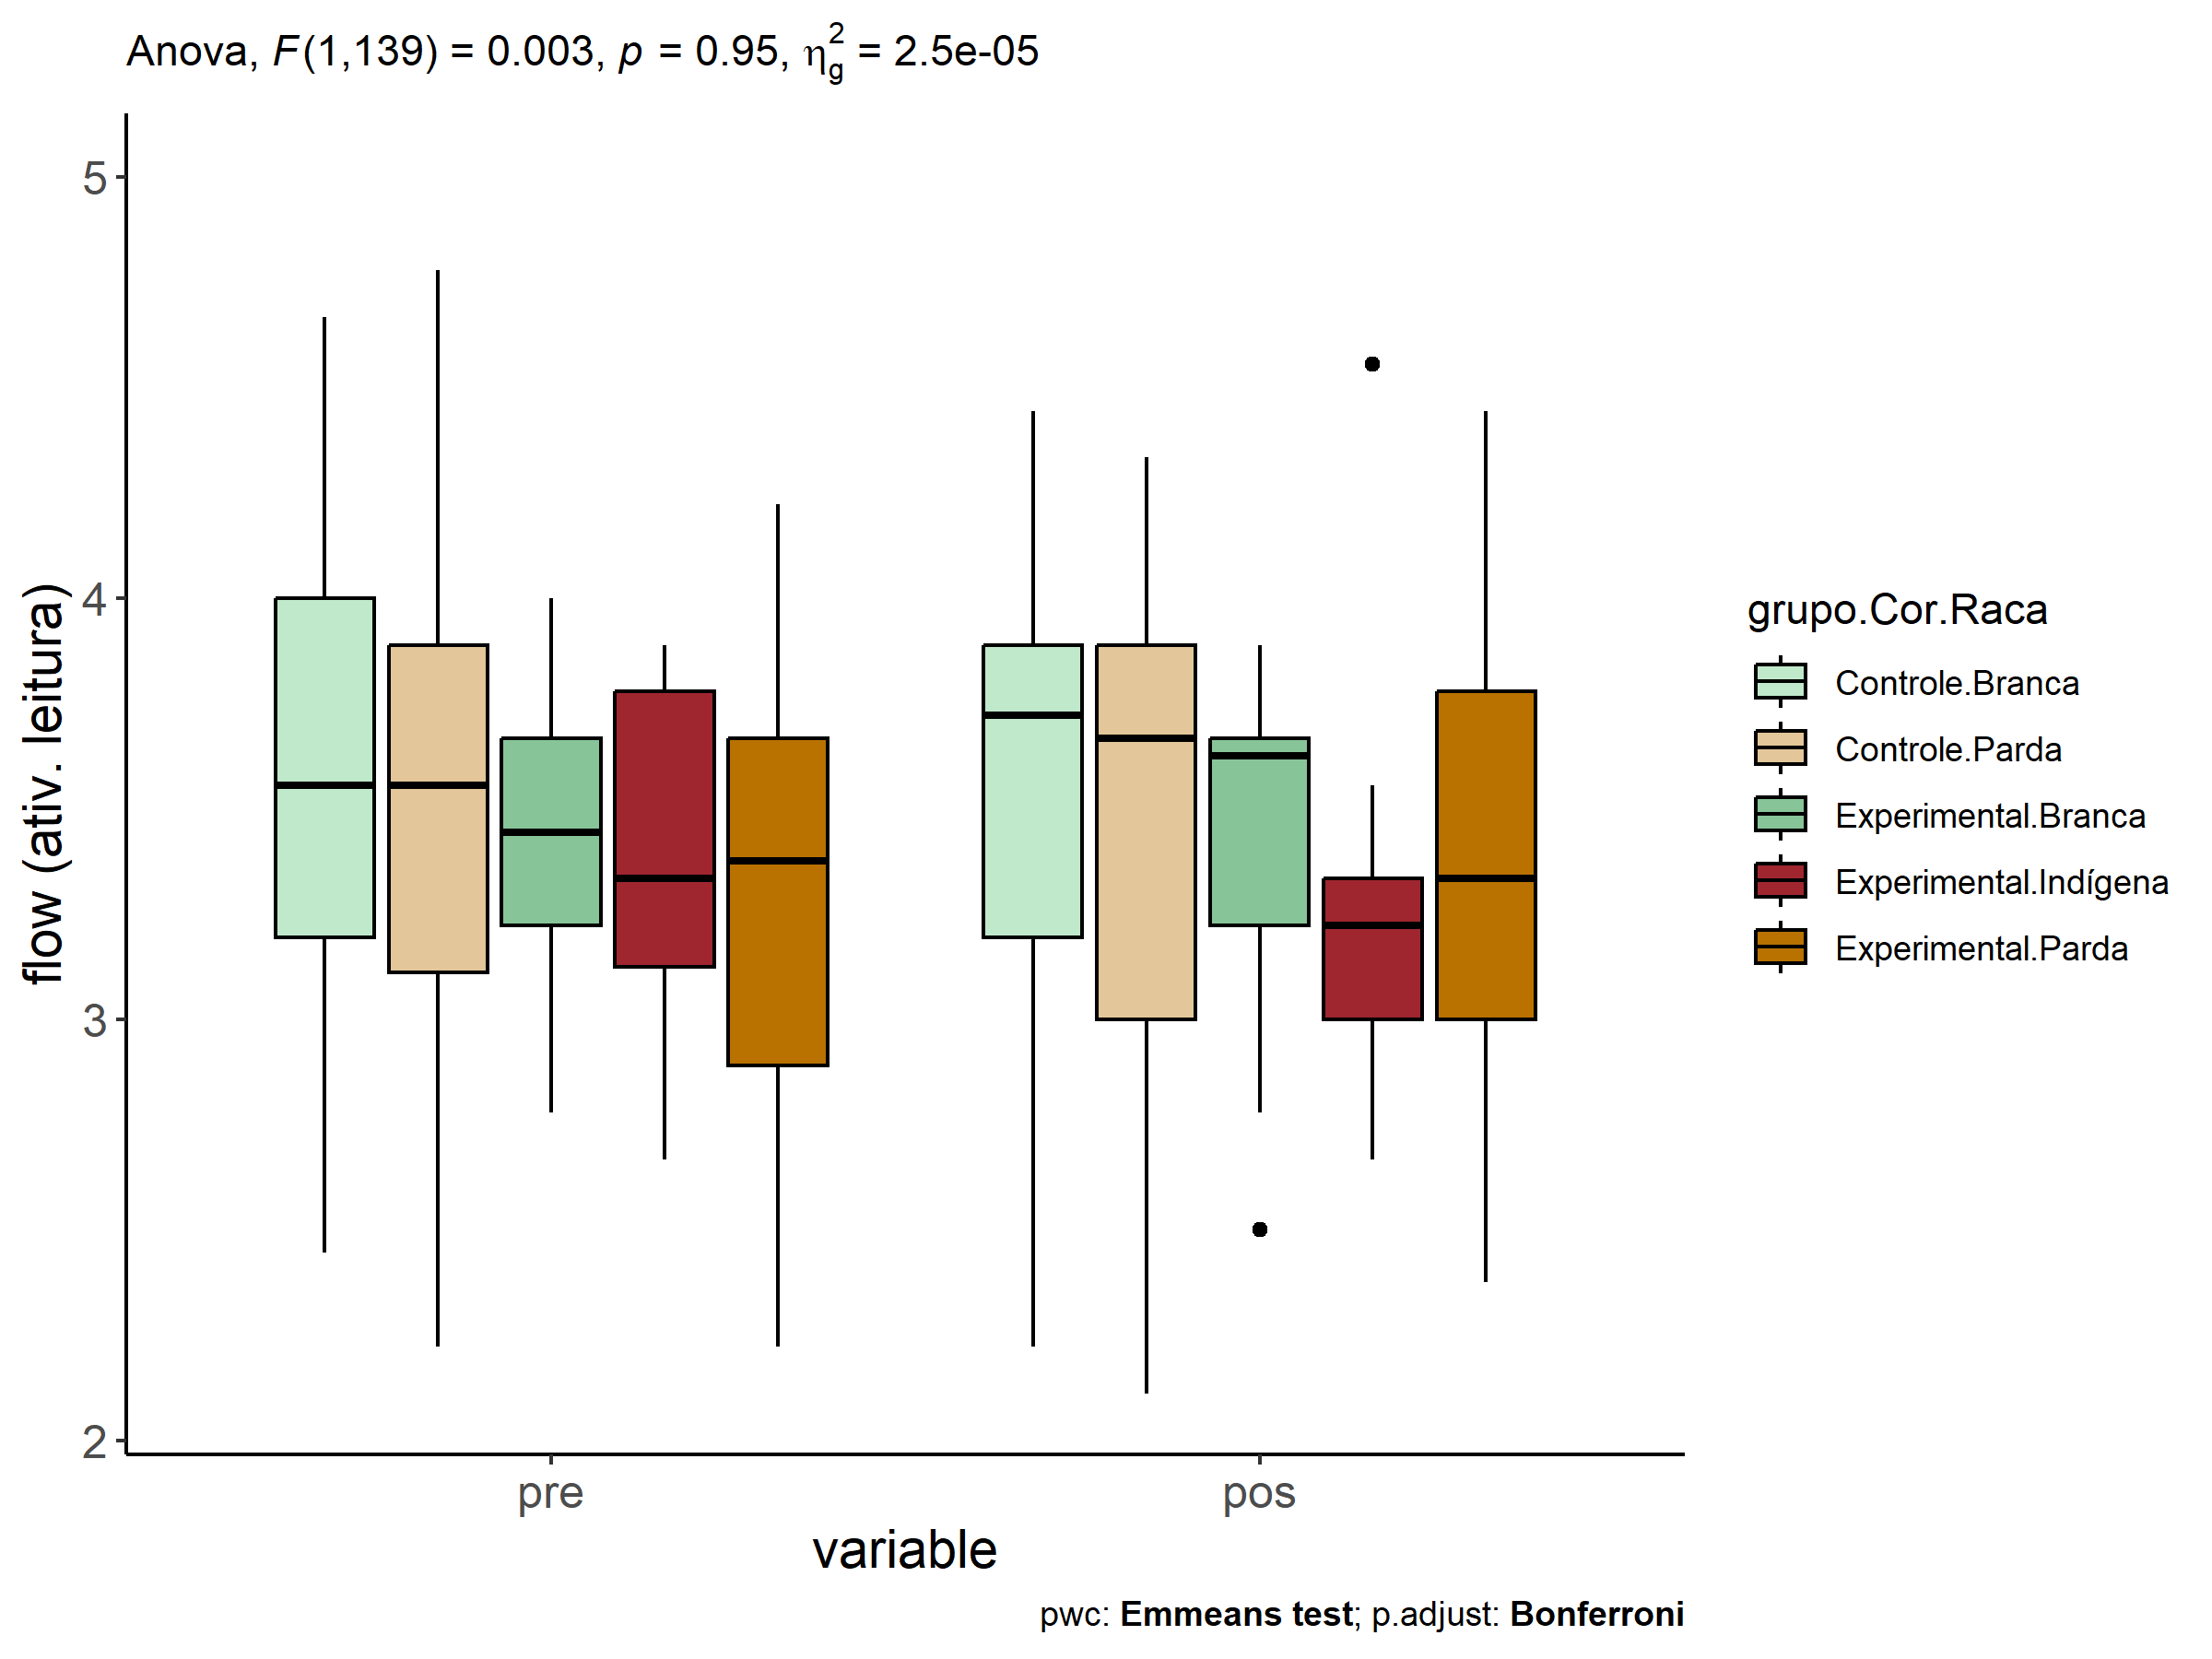 Anova, F(1,139) = 0.003, p = 0.95, η²g = 2.5e-05
5
4
3
2
flow (ativ. leitura)
pre
pos
variable
grupo.Cor.Raca
Controle.Branca
Controle.Parda
Experimental.Branca
Experimental.Indígena
Experimental.Parda
pwc: Emmeans test; p.adjust: Bonferroni